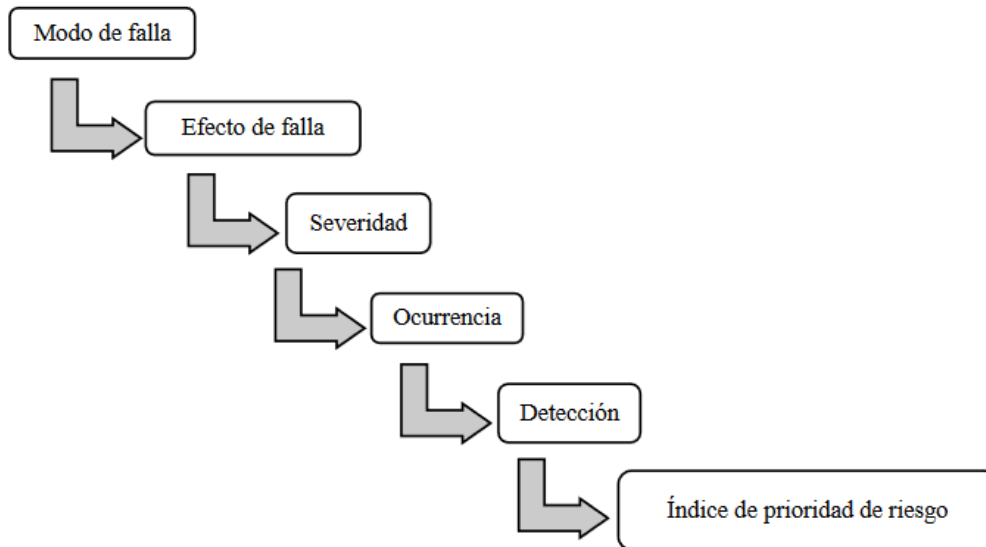 Modo de falla
Efecto de falla
Severidad
Ocurrencia
Detección
Índice de prioridad de riesgo